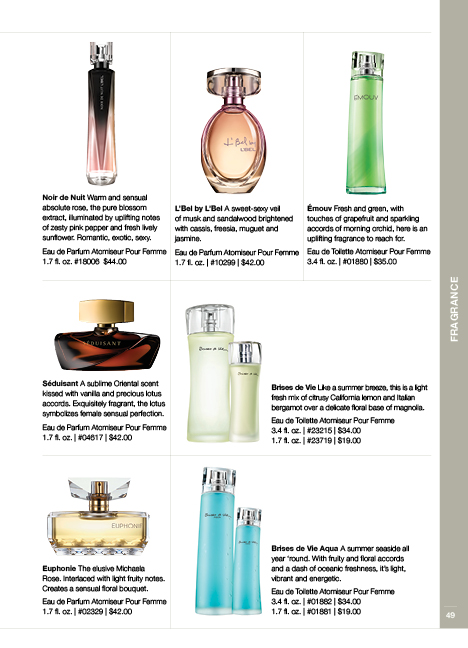 NOIR DE NUIT L'BEL
L'Bel
L'BEL
ÉMOUV
Noir de Nuit Warm and sensual
absolute rose, the pure blossom
extract, illuminated by uplifting notes
of zesty pink pepper and fresh lively
sunflower. Romantic, exotic, sexy.
Eau de Parfum Atomiseur Pour Femme
1.7 fl. oz. #18006 $44.00
L'Bel by L'Bel A sweet-sexy veil
of musk and sandalwood brightened
with cassis, freesia, muguet and
jasmine.
Eau de Parfum Atomiseur Pour Femme
1.7 fl. oz. | #10299 | $42.00
Émouv Fresh and green, with
touches of grapefruit and sparkling
accords of morning orchid, here is an
uplifting fragrance to reach for.
Eau de Toilette Atomiseur Pour Femme
3.4 fl. oz. | #01880 | $35.00
FRAGRANCE
SÉDUISANT
Séduisant A sublime Oriental scent
kissed with vanilla and precious lotus
accords. Exquisitely fragrant, the lotus
symbolizes female sensual perfection.
Eau de Parfum Atomiseur Pour Femme
1.7 fl. oz. | #04617 | $42.00
Brises de Vie
Brises de Vie Like a summer breeze, this is a light
fresh mix of citrusy California lemon and Italian
bergamot over a delicate floral base of magnolia.
Eau de Toilette Atomiseur Pour Femme
3.4 fl. oz. | #23215 | $34.00
1.7 fl. oz. | #23719 | $19.00
EUPHONIE
Euphonie The elusive Michaela
Rose. Interlaced with light fruity notes.
Creates a sensual floral bouquet.
Eau de Parfum Atomiseur Pour Femme
1.7 fl. oz. | #02329 | $42.00
Brises de Vie
Brises de Vie Aqua A summer seaside all
year 'round. With fruity and floral accords
and a dash of oceanic freshness, it's light,
vibrant and energetic.
Eau de Toilette Atomiseur Pour Femme
3.4 fl. oz. | #01882 | $34.00
1.7 fl. oz. | #01881 | $19.00
49